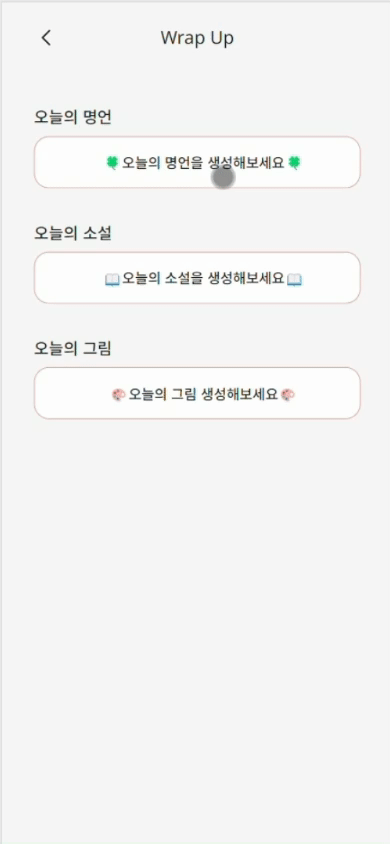 Wrap Up
오늘의 명언
🍀 오늘의 명언을 생성해보세요 🍀
오늘의 소설
📖 오늘의 소설을 생성해보세요 📖
오늘의 그림
🎨 오늘의 그림 생성해보세요 🎨